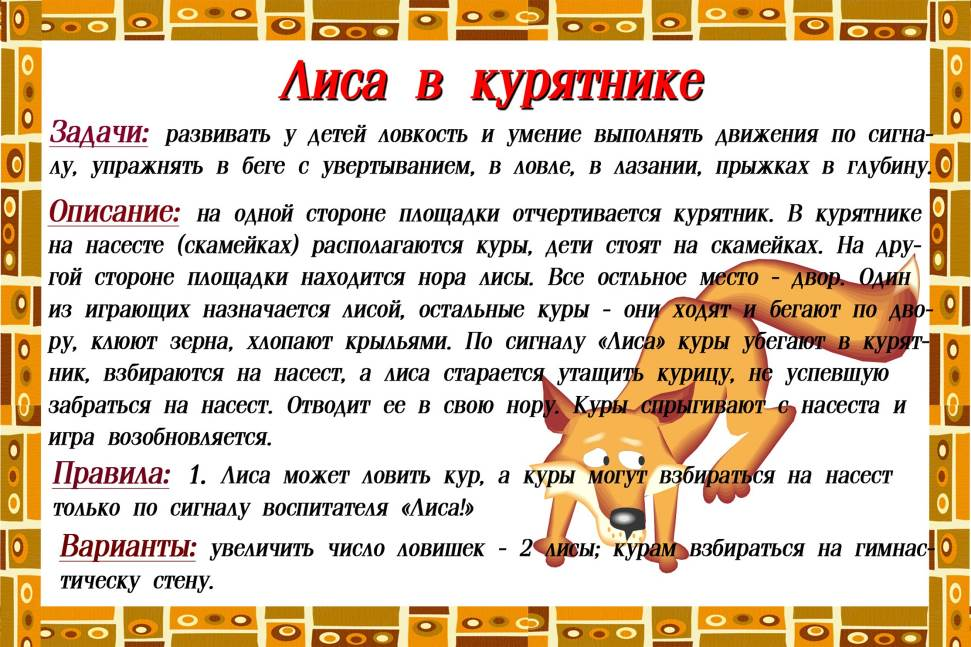 Лиса в курятнике
Задачи: развивать у детей ловкость и умение выполнять движения по сигна-
лу, упражнять в беге с увертыванием, в ловле, в лазании, прыжках в глубину.
Описание: на одной стороне площадки отчертивается курятник. В курятнике
на насесте (скамейках) располагаются куры, дети стоят на скамейках. На дру-
гой стороне площадки находится нора лисы. Все остльное место - двор. Один
из играющих назначается лисой, остальные куры - они ходят и бегают по дво-
ру, клюют зерна, хлопают крыльями. По сигналу «Лиса» куры убегают в курят-
ник, взбираются на насест, а лиса старается утащить курицу, не успевшую
забраться на насест. Отводит ее в свою нору. Куры спрыгивают с насеста и
игра возобновляется.
Правила: 1. Лиса может ловить кур, а куры могут взбираться на насест
только по сигналу воспитателя «Лиса!»
Варианты: увеличить число ловишек - 2 лисы; курам взбираться на гимнас-
тическу стену.